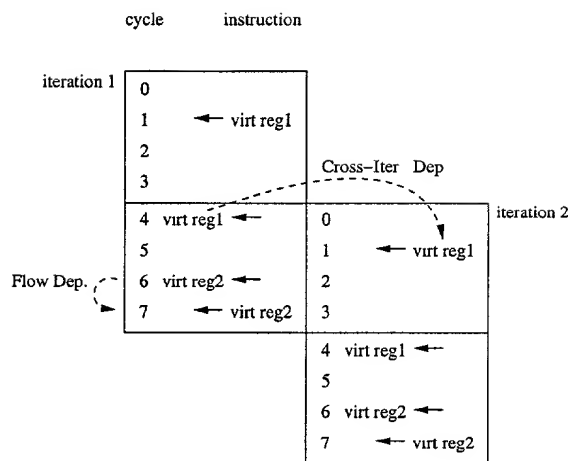 cycle instruction
iteration 1
0
1 ← virt reg1
2
3
Cross-Iter Dep
4 virt reg1 ← 0
iteration 2
5 1 ← virt reg1
Flow Dep.
6 virt reg2 ← 2
7 ← virt reg2 3
4 virt reg1 ←
5
6 virt reg2 ←
7 ← virt reg2